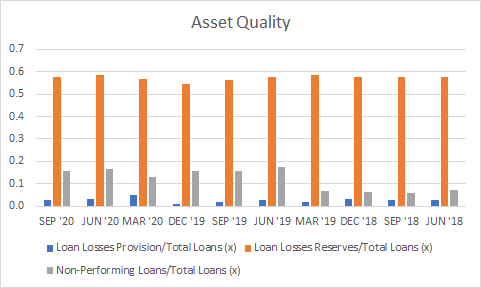 Asset Quality
0.7
0.6
0.5
0.4
0.3
0.2
0.1
0.0
SEP '20 JUN '20 MAR '20 DEC '19 SEP '19 JUN '19 MAR '19 DEC '18 SEP '18 JUN '18
Loan Losses Provision/Total Loans (x) Loan Losses Reserves/Total Loans (x)
Non-Performing Loans/Total Loans (x)